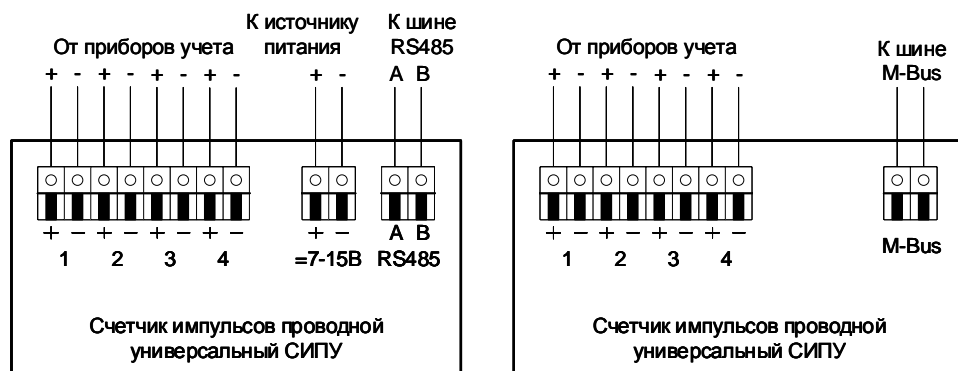 К источнику
питания
К шине
RS485
От приборов учета
+ - + - + - + -
+ -
A B
+ − + − + − + −
1 2 3 4
+ −
=7-15В
A B
RS485
Счетчик импульсов проводной
универсальный СИПУ
От приборов учета
+ - + - + - + -
К шине
M-Bus
+ − + − + − + −
1 2 3 4
M-Bus
Счетчик импульсов проводной
универсальный СИПУ